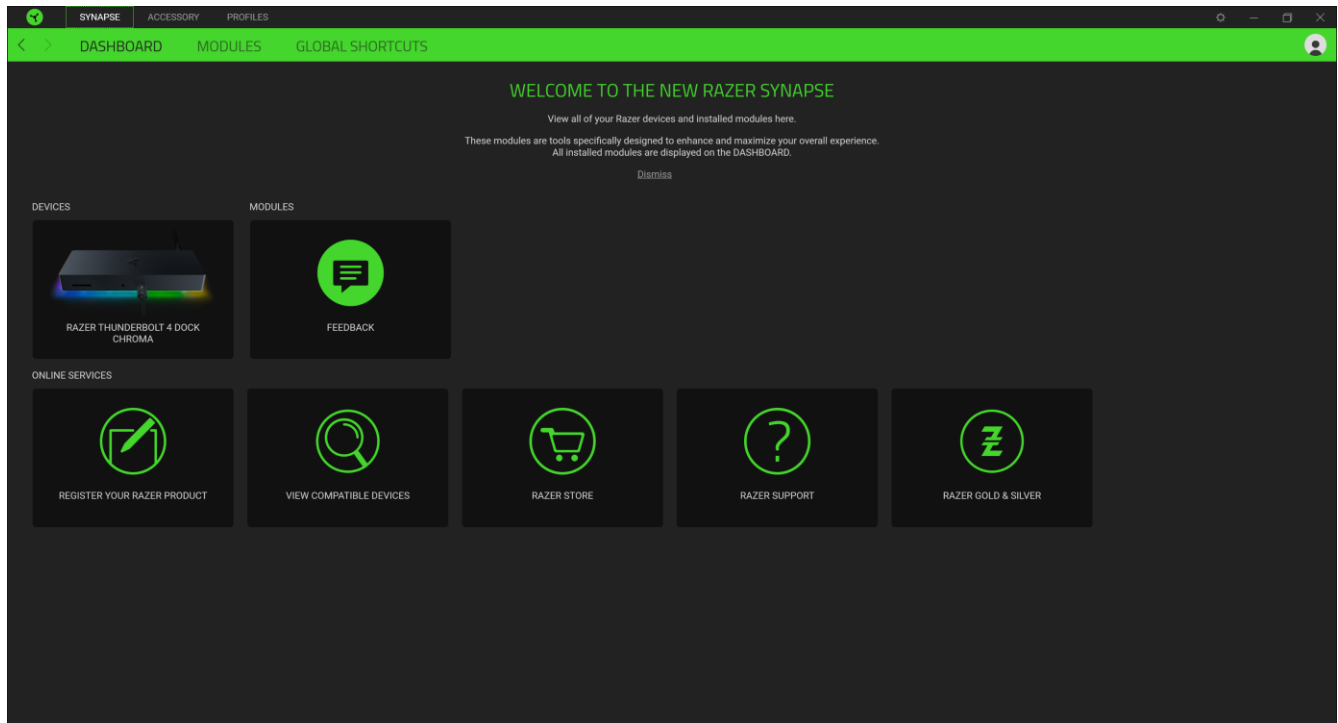 SYNAPSE ACCESSORY PROFILES
DASHBOARD MODULES GLOBAL SHORTCUTS
WELCOME TO THE NEW RAZER SYNAPSE
View all of your Razer devices and installed modules here.
These modules are tools specifically designed to enhance and maximize your overall experience.
All installed modules are displayed on the DASHBOARD.
Dismiss
DEVICES MODULES
RAZER THUNDERBOLT 4 DOCK
CHROMA
FEEDBACK
ONLINE SERVICES
REGISTER YOUR RAZER PRODUCT
VIEW COMPATIBLE DEVICES
RAZER STORE
RAZER SUPPORT
RAZER GOLD & SILVER